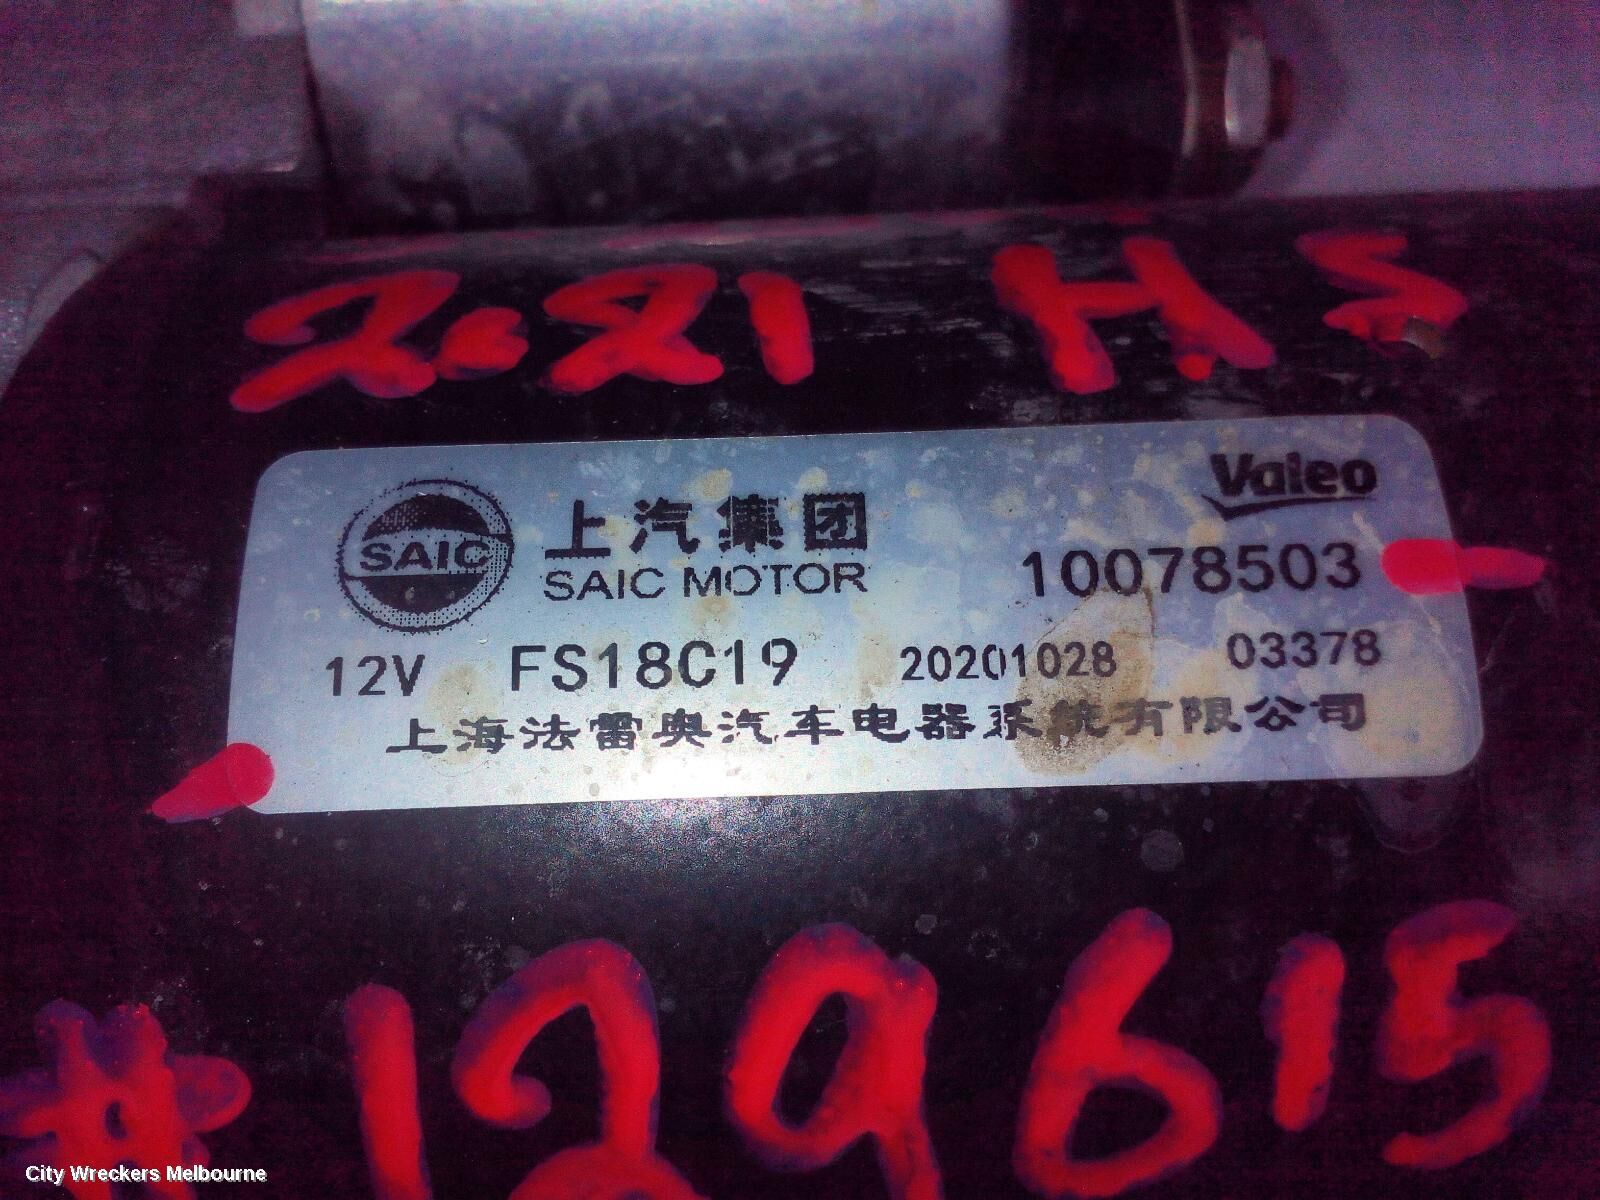 2021 HS
Valeo
SAIC
上汽集团
SAIC MOTOR
10078503
12V FS18C19 20201028 03378
上海法雷奥汽车电器系统有限公司
#129615
City Wreckers Melbourne